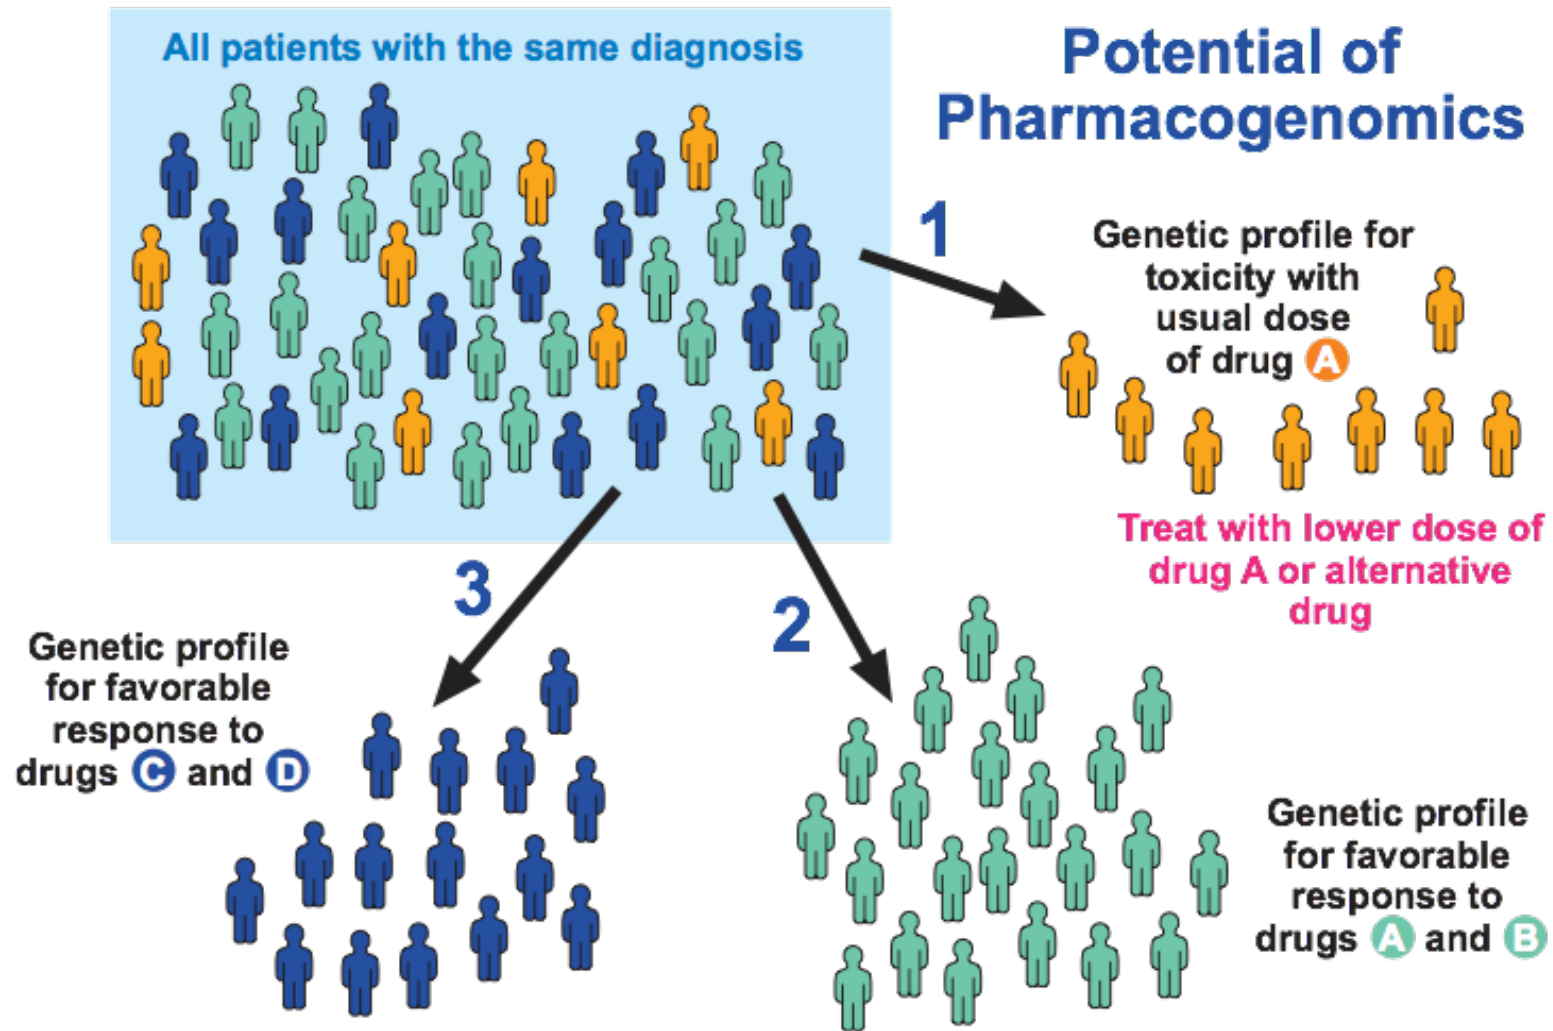 All patients with the same diagnosis
Potential of
Pharmacogenomics
1
Genetic profile for
toxicity with
usual dose
of drug A
Treat with lower dose of
drug A or alternative
drug
3
2
Genetic profile
for favorable
response to
drugs C and D
Genetic profile
for favorable
response to
drugs A and B